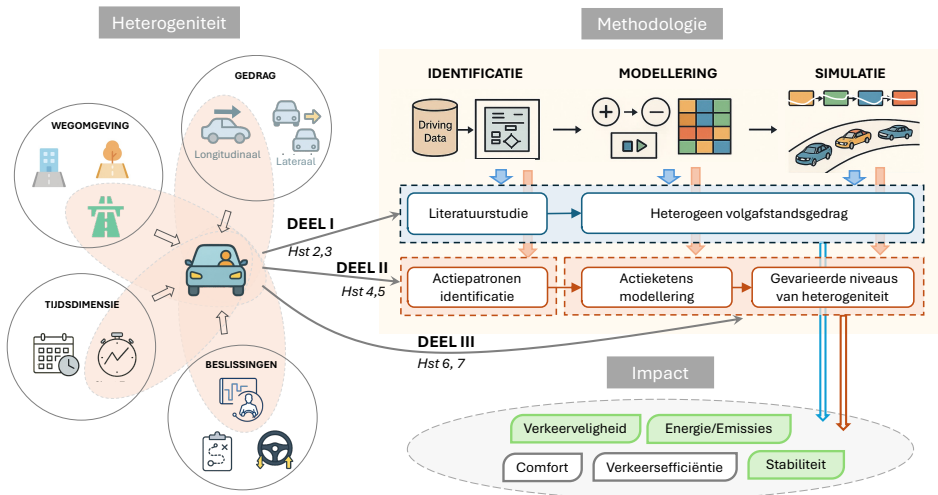 Heterogeniteit
GEDRAG
Longitudinaal
Lateraal
WEGOMGEVING
TIJDSDIMENSIE
BESLISSINGEN
DEEL I
Hst 2,3
DEEL II
Hst 4,5
DEEL III
Hst 6, 7
Methodologie
IDENTIFICATIE
MODELLERING
SIMULATIE
Driving
Data
Literatuurstudie
Heterogeen volgafstandsgedrag
Actiepatronen
identificatie
Actieketens
modellering
Gevarieerde niveaus
van heterogeniteit
Impact
Verkeerveligheid
Energie/Emissies
Comfort
Verkeersefficiëntie
Stabiliteit